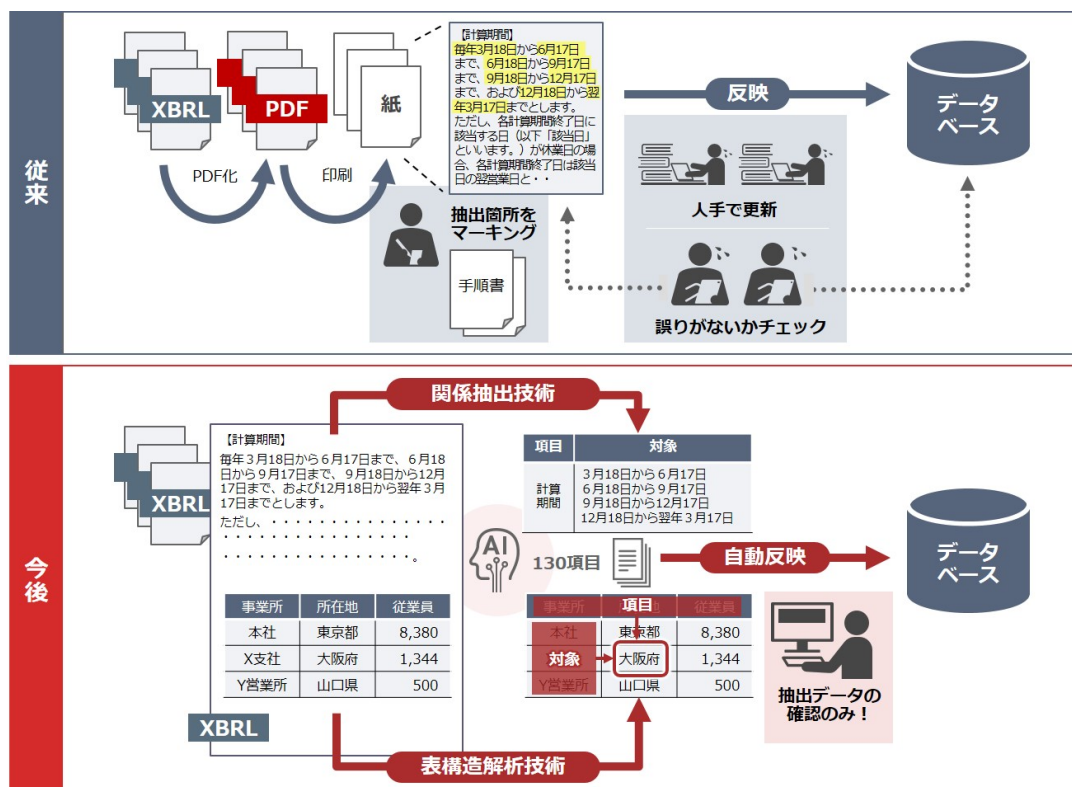 従来
XBRL
PDF
紙
PDF化
印刷
【計算期間】
毎年3月18日から6月17日
まで、6月18日から9月17日
まで、9月18日から12月17日
まで、および12月18日から翌
年3月17日までとします。
ただし、各計算期間終了日に
該当する日（以下「該当日」
といいます。）が休業日の場
合、各計算期間終了日は該当
日の翌営業日と・・
抽出箇所を
マーキング
手順書
反映
人手で更新
誤りがないかチェック
データ
ベース
今後
関係抽出技術
XBRL
【計算期間】
毎年３月18日から６月17日まで、６月18
日から９月17日まで、９月18日から12月
17日まで、および12月18日から翌年３月
17日までとします。
ただし、・・・・・・・・・・・・・・・・
・・・・・・・・・・・・・・・・
・・・・・・・・・・・・・・・・。
事業所 所在地 従業員
本社 東京都 8,380
X支社 大阪府 1,344
Y営業所 山口県 500
XBRL
AI
130項目
項目 対象
計算
期間
３月18日から６月17日
６月18日から９月17日
９月18日から12月17日
12月18日から翌年３月17日
自動反映
事業所 項目 地 従業員
本社 東京都 8,380
対象 大阪府 1,344
Y営業所 山口県 500
表構造解析技術
抽出データの
確認のみ！
データ
ベース